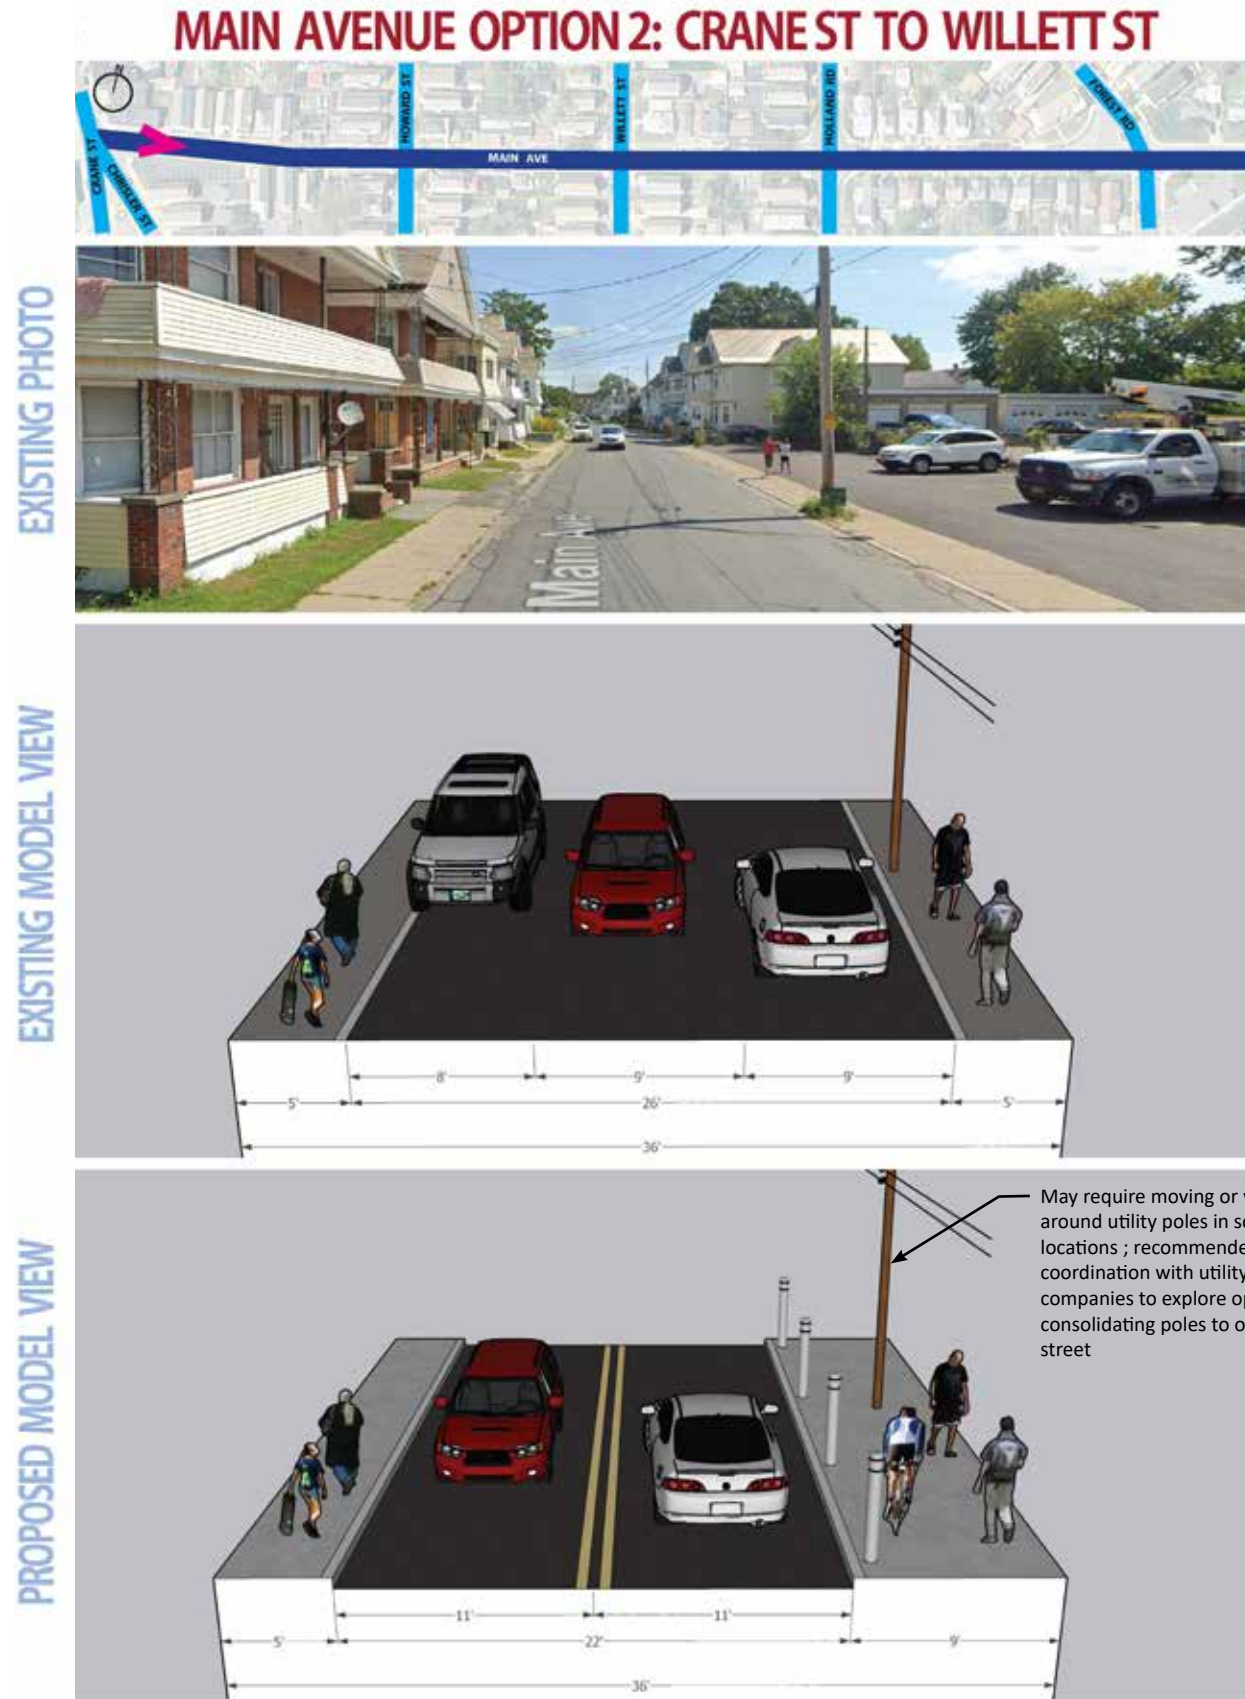 MAIN AVENUE OPTION 2: CRANE ST TO WILLETT ST
N
CRANE ST
CHRISLER ST
HOWARD ST
MAIN AVE
WILLETT ST
HOLLAND RD
FOREST RD
EXISTING PHOTO
Main Ave
EXISTING MODEL VIEW
8'
9'
9'
5'
26'
5'
36'
PROPOSED MODEL VIEW
May require moving or
around utility poles in
locations ; recommende
coordination with utility
companies to explore
consolidating poles to
street
11'
11'
5'
22'
9'
36'